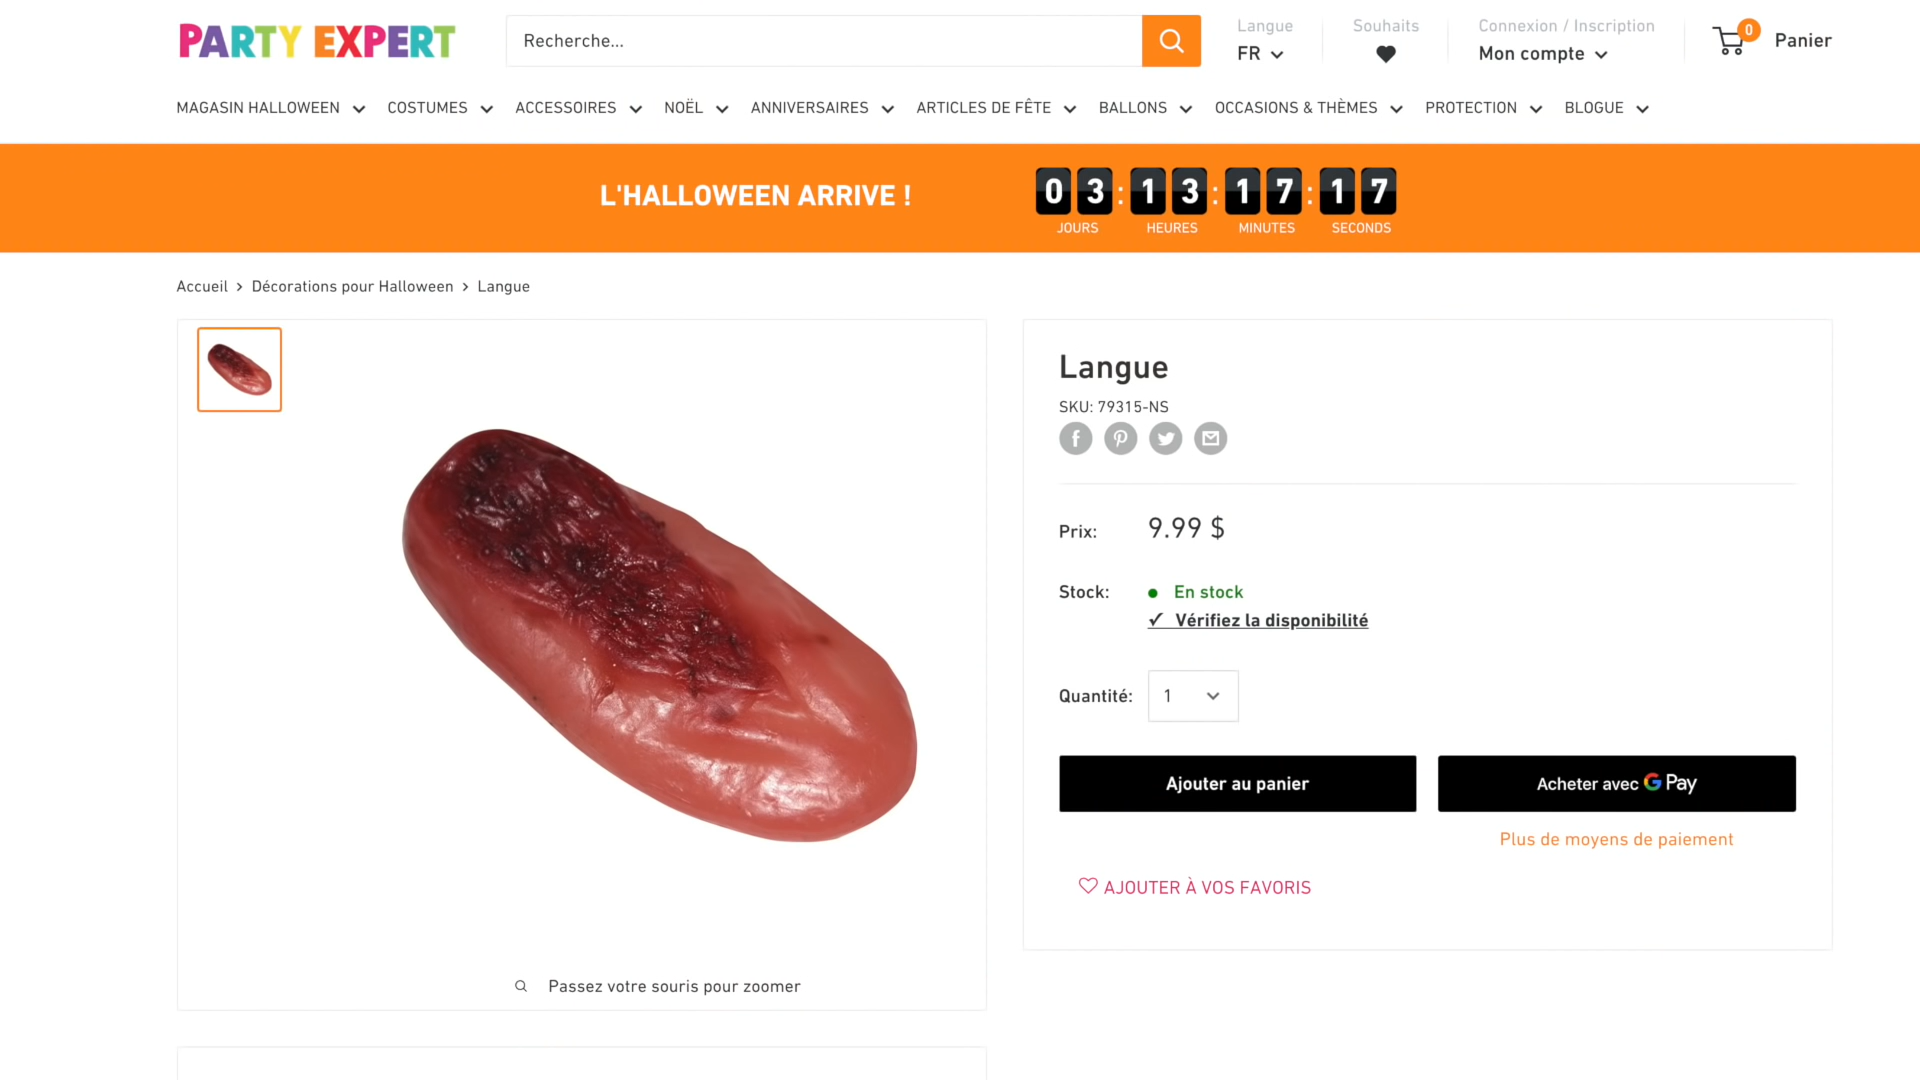 PARTY EXPERT
Recherche...
Langue
FR
Souhaits
Connexion / Inscription
Mon compte
0
Panier
MAGASIN HALLOWEEN
COSTUMES
ACCESSOIRES
NOËL
ANNIVERSAIRES
ARTICLES DE FÊTE
BALLONS
OCCASIONS & THÈMES
PROTECTION
BLOGUE
L'HALLOWEEN ARRIVE !
03:13:17:17
JOURS HEURES MINUTES SECONDS
Accueil > Décorations pour Halloween > Langue
Langue
SKU: 79315-NS
Prix: 9.99 $
Stock: En stock
✓ Vérifiez la disponibilité
Quantité: 1
Ajouter au panier
Acheter avec G Pay
Plus de moyens de paiement
AJOUTER À VOS FAVORIS
Passez votre souris pour zoomer